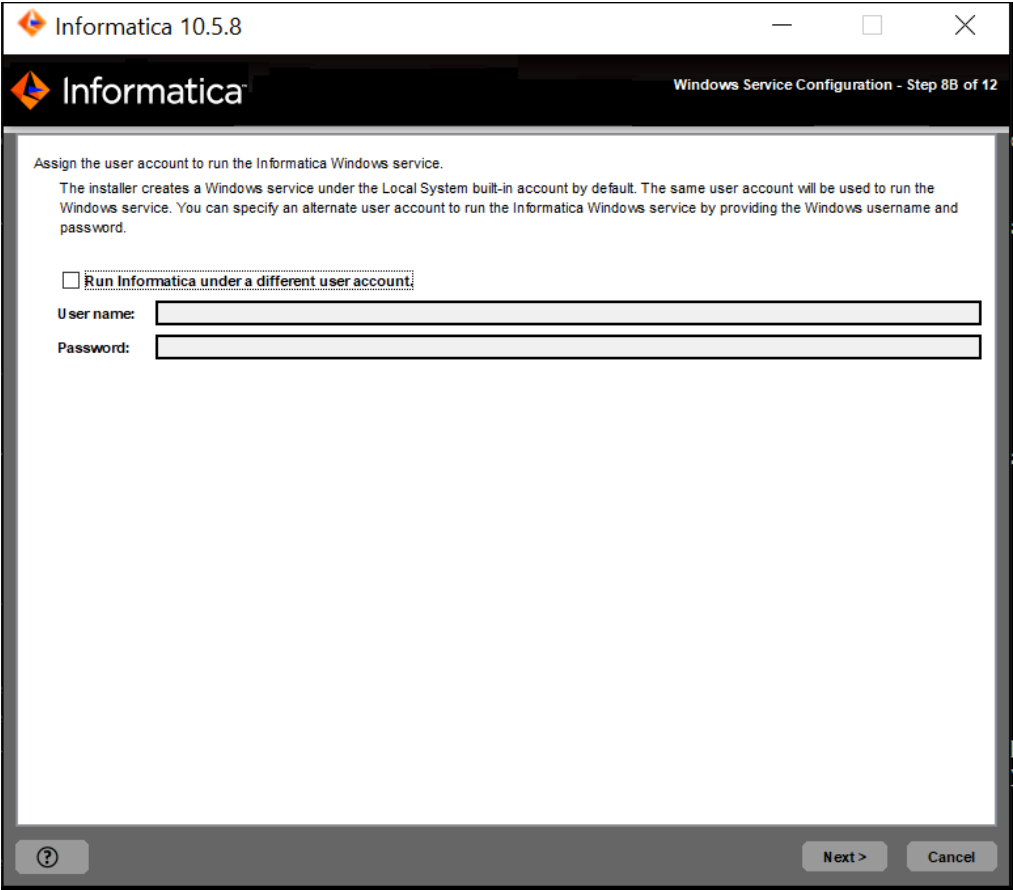 Informatica 10.5.8
Informatica
Windows Service Configuration - Step 8B of 12
Assign the user account to run the Informatica Windows service.
The installer creates a Windows service under the Local System built-in account by default. The same user account will be used to run the
Windows service. You can specify an alternate user account to run the Informatica Windows service by providing the Windows username and
password.
Run Informatica under a different user account.
User name:
Password:
Next >
Cancel